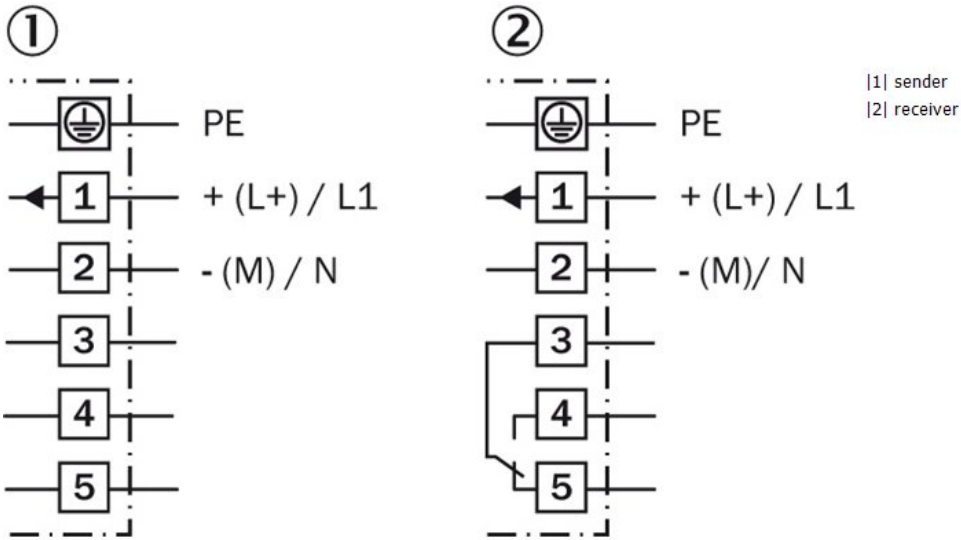 ① ②
|1| sender
|2| receiver
PE
1 + (L+) / L1
2 - (M) / N
3
4
5
PE
1 + (L+) / L1
2 - (M)/ N
3
4
5